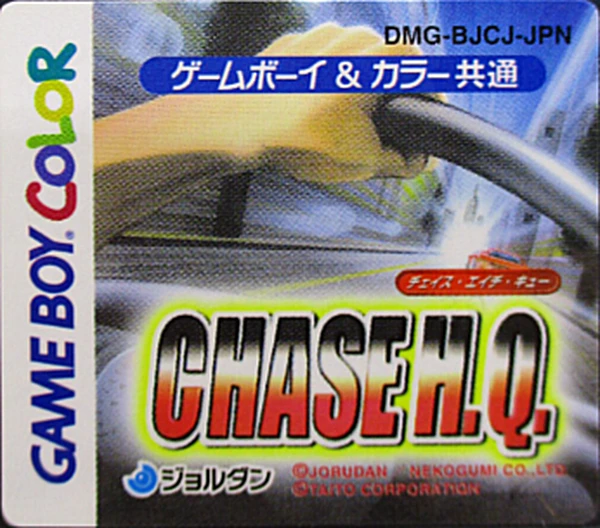 DMG-BJCJ-JPN
ゲームボーイ & カラー共通
GAME BOY COLOR
チェイス・エイチ・キュー
CHASE H.Q.
ジョルダン
©JORUDAN NEKOGUMI CO., LTD.
©TAITO CORPORATION